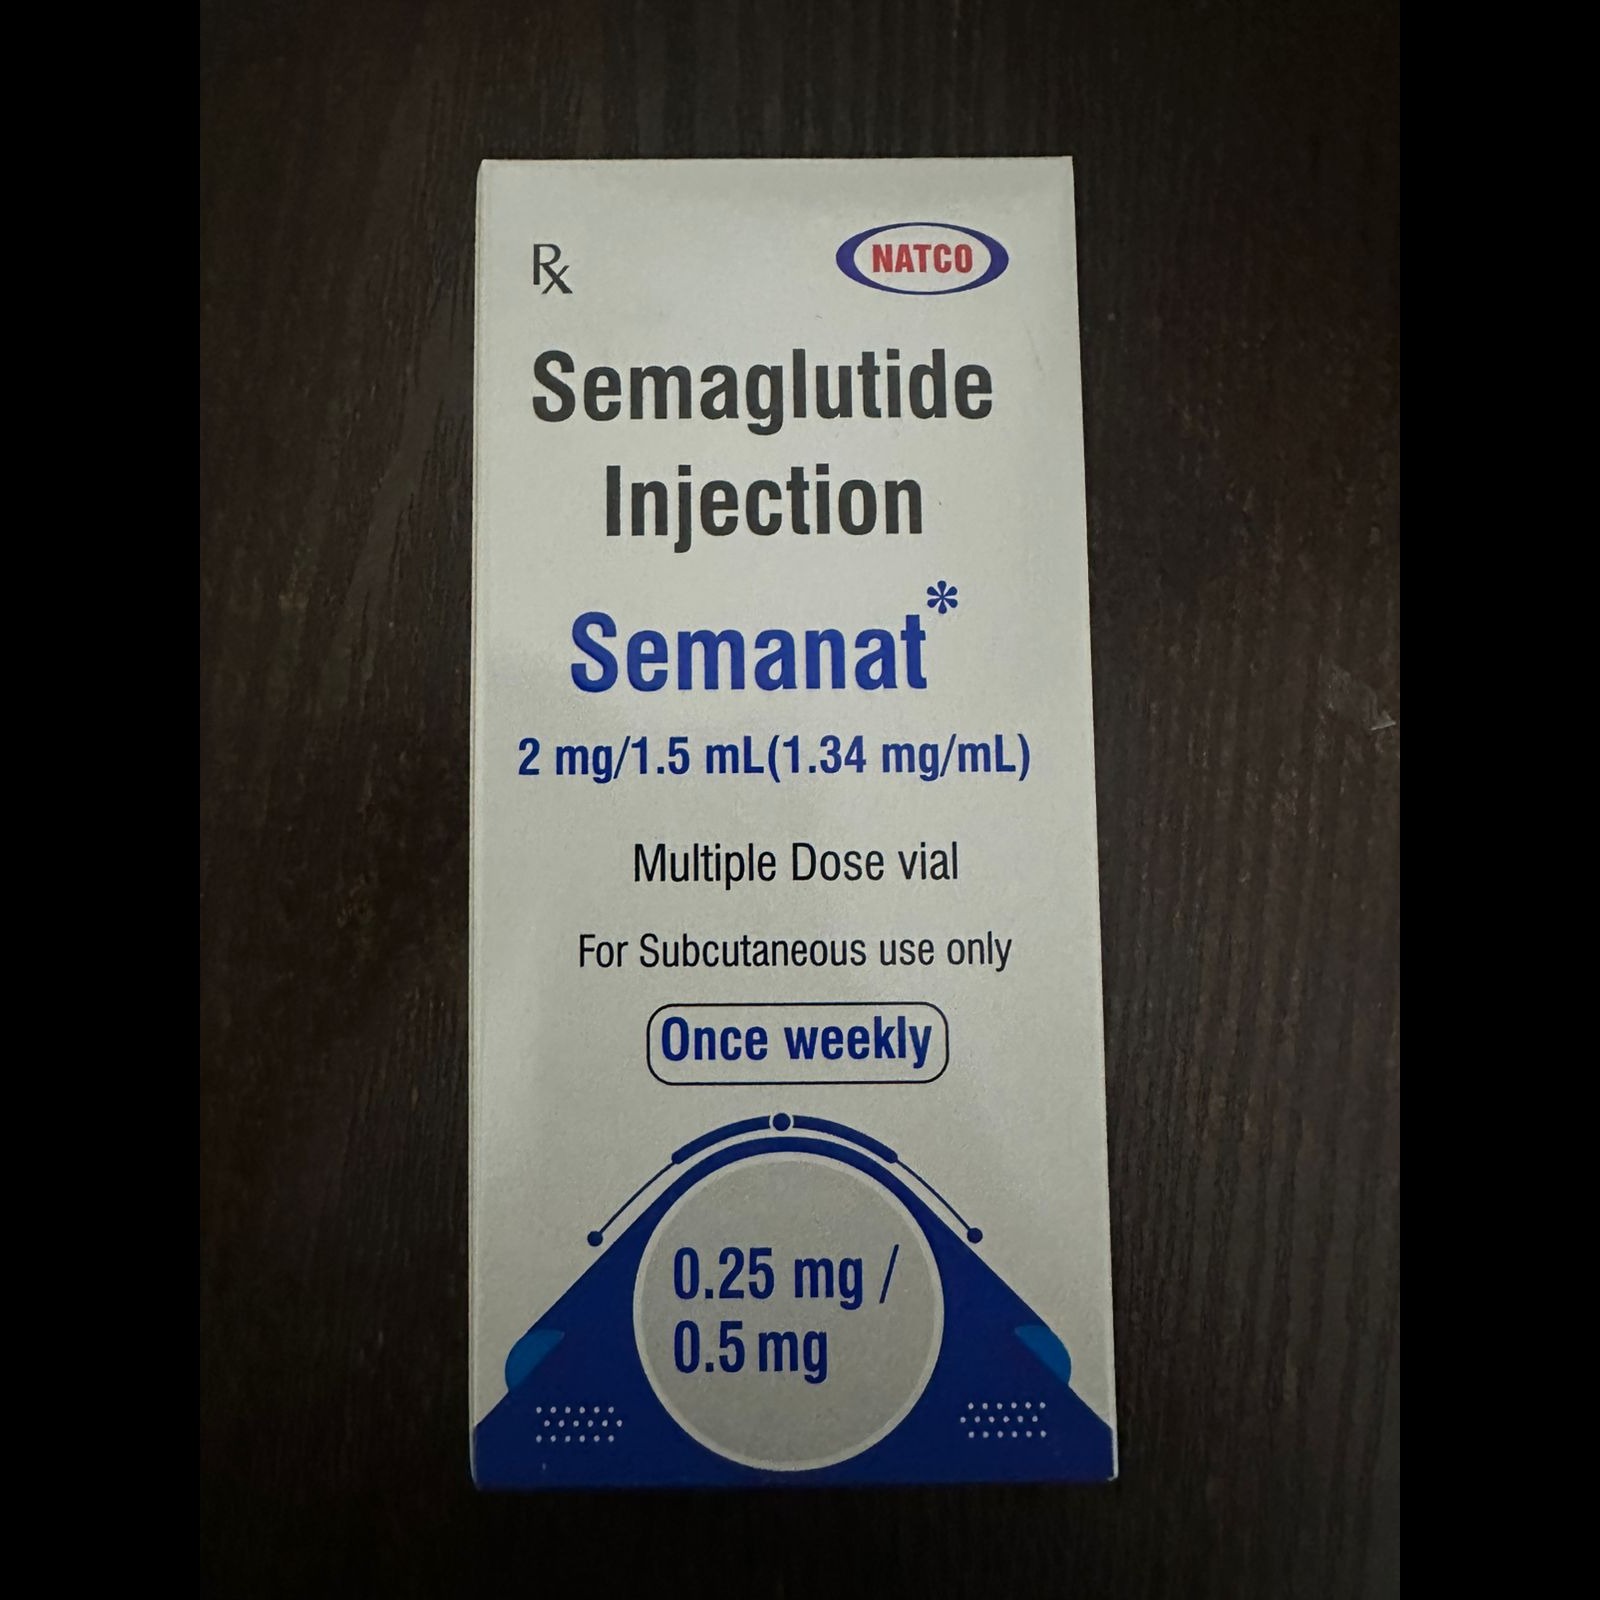 Rx
NATCO
Semaglutide
Injection
Semanat*
2 mg/1.5 mL(1.34 mg/mL)
Multiple Dose vial
For Subcutaneous use only
Once weekly
0.25 mg /
0.5 mg